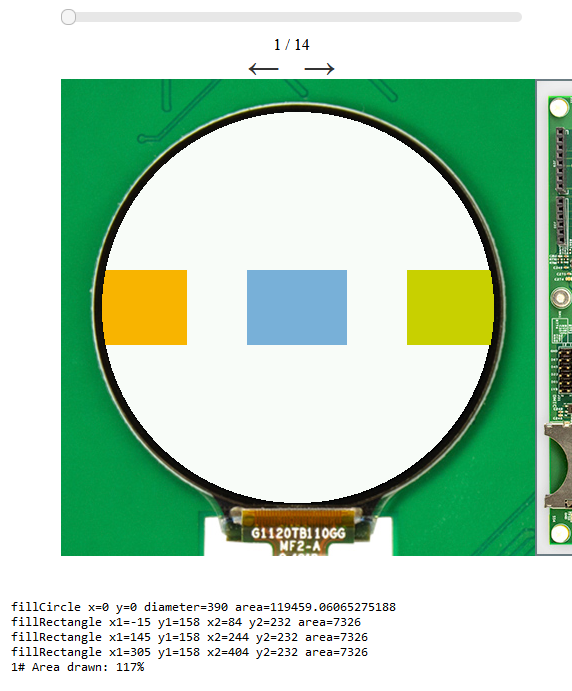 1 / 14
← →
G1120TB110GG
MF2-A
fillCircle x=0 y=0 diameter=390 area=119459.06065275188
fillRectangle x1=-15 y1=158 x2=84 y2=232 area=7326
fillRectangle x1=145 y1=158 x2=244 y2=232 area=7326
fillRectangle x1=305 y1=158 x2=404 y2=232 area=7326
1# Area drawn: 117%